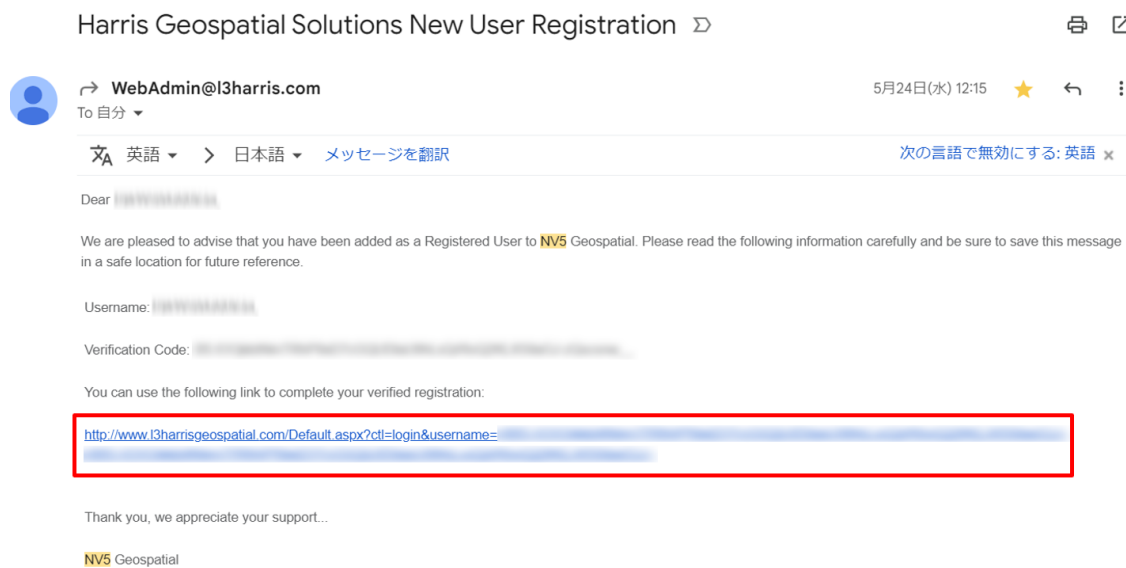 Harris Geospatial Solutions New User Registration
WebAdmin@l3harris.com
5月24日(水) 12:15
To 自分
英語
日本語
メッセージを翻訳
次の言語で無効にする: 英語
Dear
We are pleased to advise that you have been added as a Registered User to NV5 Geospatial. Please read the following information carefully and be sure to save this message
in a safe location for future reference.
Username:
Verification Code:
You can use the following link to complete your verified registration:
http://www.l3harrisgeospatial.com/Default.aspx?ctl=login&username=
Thank you, we appreciate your support...
NV5 Geospatial